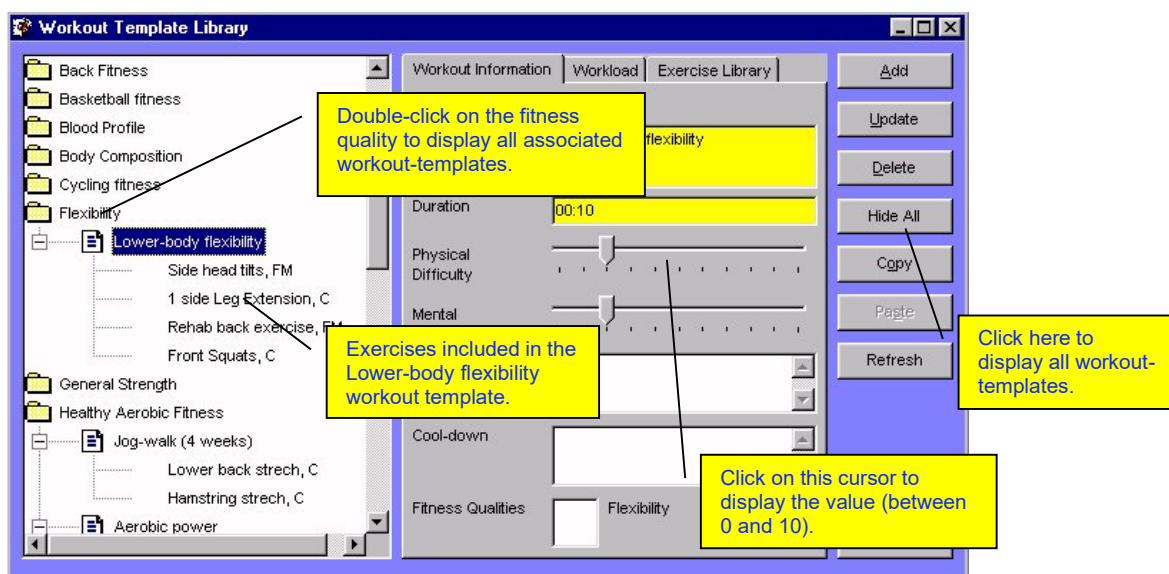 Workout Template Library
Back Fitness
Basketball fitness
Blood Profile
Body Composition
Cycling fitness
Flexibility
Lower-body flexibility
Side head tilts, FM
1 side Leg Extension, C
Rehab back exercise, FM
Front Squats, C
General Strength
Healthy Aerobic Fitness
Jog-walk (4 weeks)
Lower back strech, C
Hamstring strech, C
Aerobic power
Double-click on the fitness
quality to display all associated
workout-templates.
Exercises included in the
Lower-body flexibility
workout template.
Workout Information
Workload
Exercise Library
flexibility
Duration
00:10
Physical
Difficulty
Mental
Cool-down
Fitness Qualities
Flexibility
Click on this cursor to
display the value (between
0 and 10).
Add
Update
Delete
Hide All
Copy
Paste
Refresh
Click here to
display all workout-
templates.